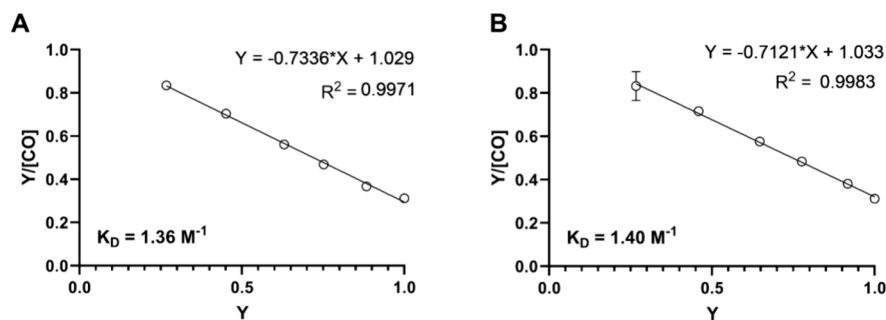 A
Y = -0.7336*X + 1.029
R² = 0.9971
Y/[CO]
1.0
0.8
0.6
0.4
0.2
0.0
K_D = 1.36 M⁻¹
0.0 0.5 1.0
Y
B
Y = -0.7121*X + 1.033
R² = 0.9983
Y/[CO]
1.0
0.8
0.6
0.4
0.2
0.0
K_D = 1.40 M⁻¹
0.0 0.5 1.0
Y